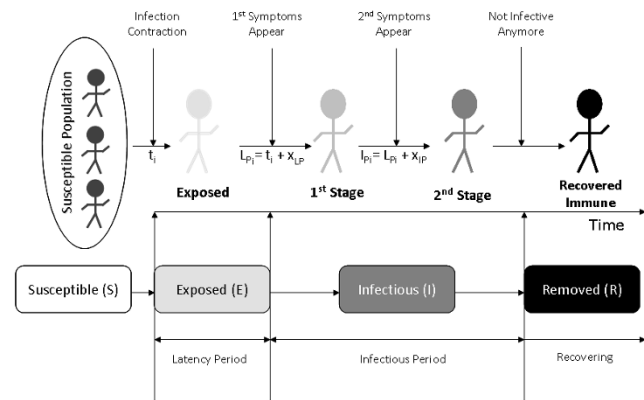 Infection
Contraction
1st Symptoms
Appear
2nd Symptoms
Appear
Not Infective
Anymore
Susceptible Population
ti
LPi= ti + xLP
IPi= LPi + xIP
Exposed
1st Stage
2nd Stage
Recovered
Immune
Time
Susceptible (S)
Exposed (E)
Infectious (I)
Removed (R)
Latency Period
Infectious Period
Recovering